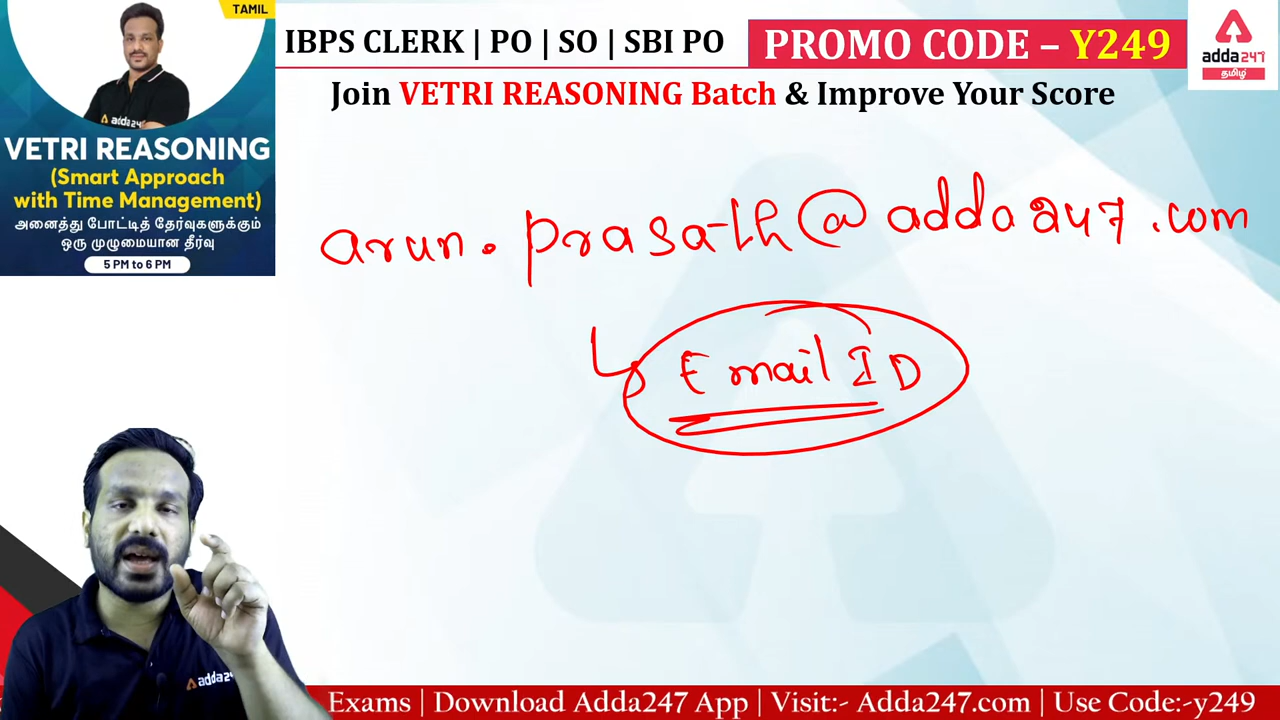 TAMIL
IBPS CLERK | PO | SO | SBI PO
PROMO CODE – Y249
adda247
தமிழ்
Join VETRI REASONING Batch & Improve Your Score
adda247
VETRI REASONING
(Smart Approach
with Time Management)
அனைத்து போட்டித் தேர்வுகளுக்கும்
ஒரு முழுமையான தீர்வு
5 PM to 6 PM
arun.prasath@adda247.com
Email ID
adda247
Exams | Download Adda247 App | Visit:- Adda247.com | Use Code:-y249